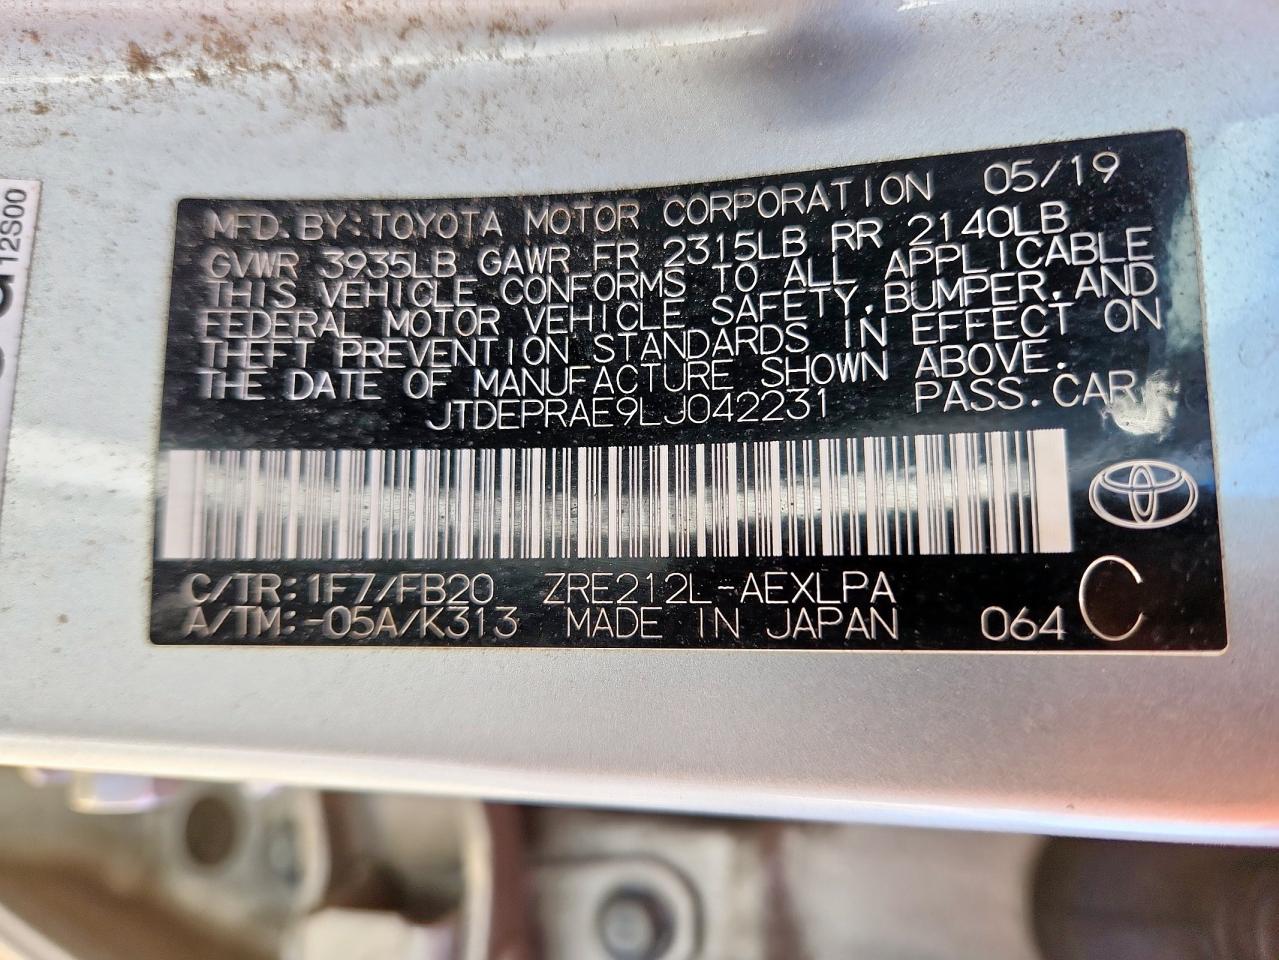 12S00
MFD.BY:TOYOTA MOTOR CORPORATION 05/19
GVWR 3935LB GAWR FR 2315LB RR 2140LB
THIS VEHICLE CONFORMS TO ALL APPLICABLE
FEDERAL MOTOR VEHICLE SAFETY,BUMPER,AND
THEFT PREVENTION STANDARDS IN EFFECT ON
THE DATE OF MANUFACTURE SHOWN ABOVE.
JTDEPRAE9LJ042231 PASS.CAR
C/TR:1F7/FB20 ZRE212L-AEXLPA
A/TM:-05A/K313 MADE IN JAPAN 064 C